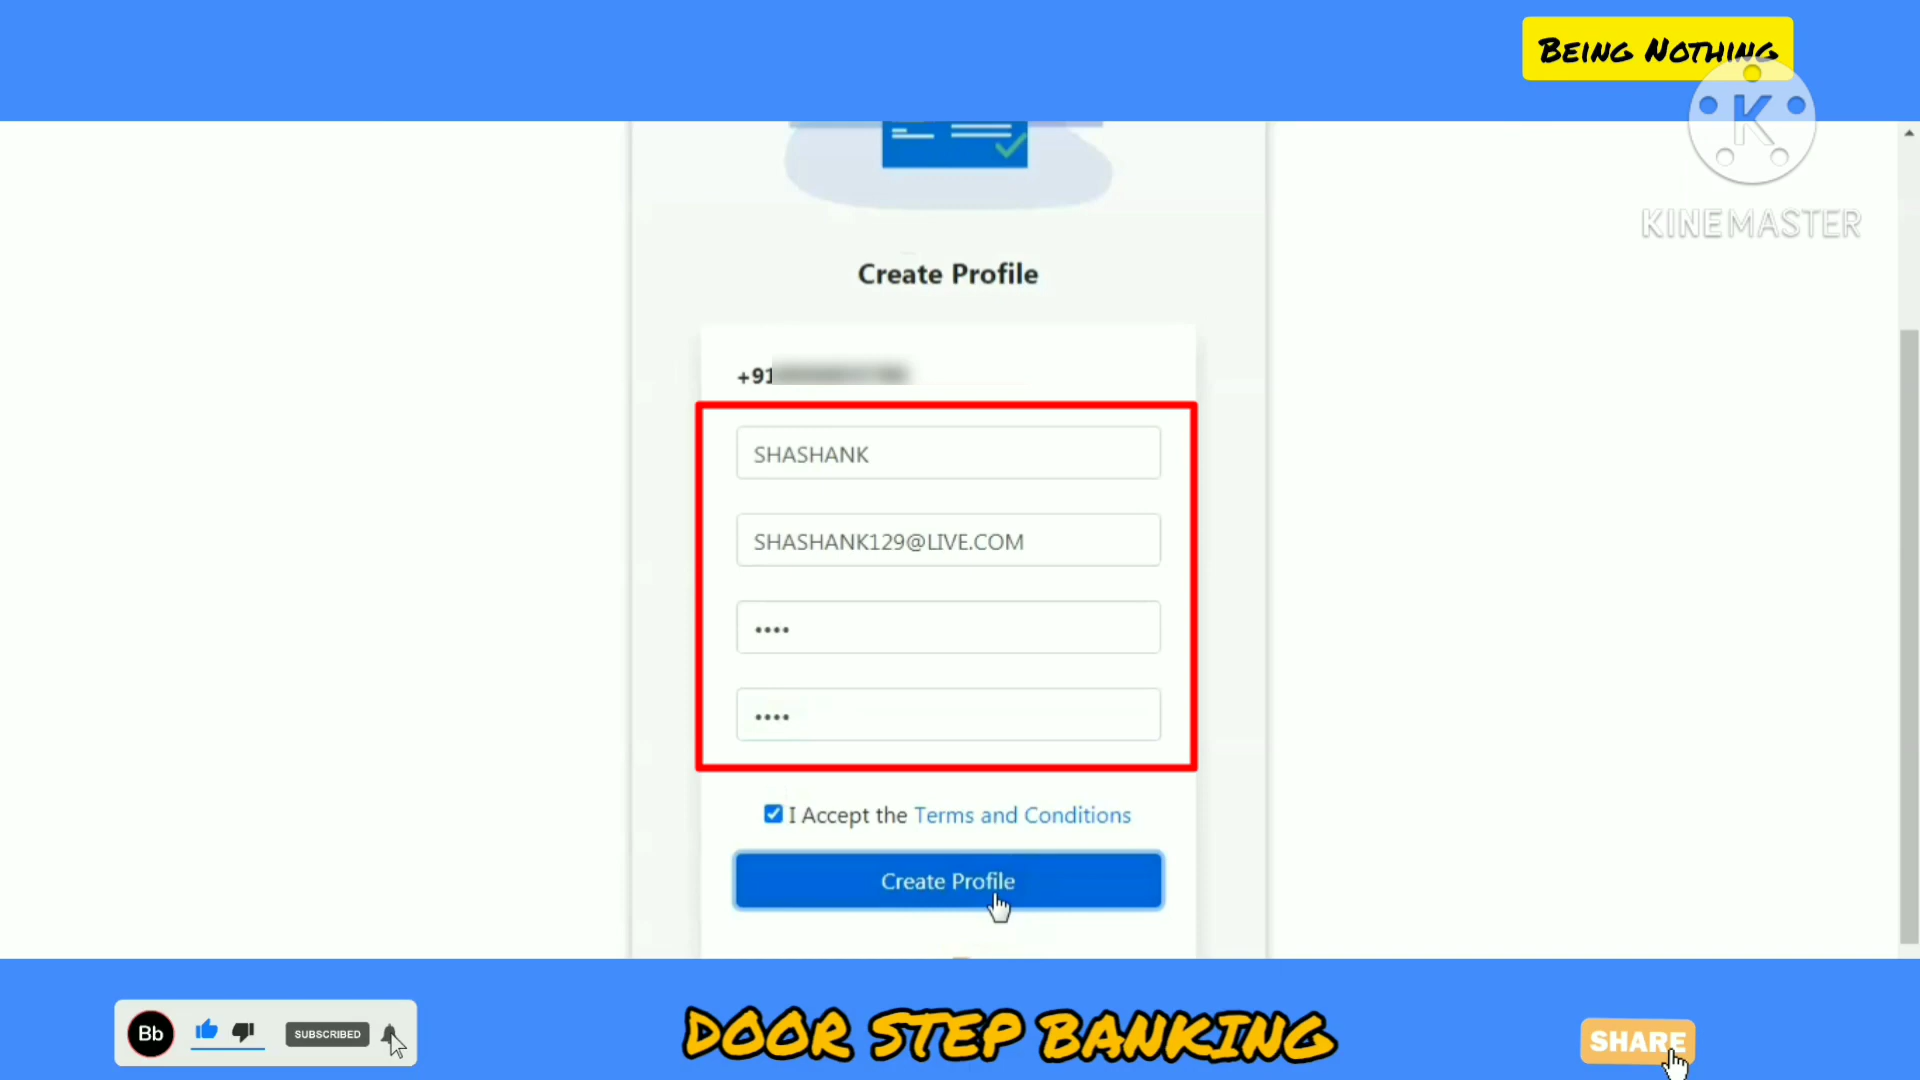 BEING NOTHING
K
KINEMASTER
Create Profile
+91
SHASHANK
SHASHANK129@LIVE.COM
••••
••••
I Accept the Terms and Conditions
Create Profile
Bb
SUBSCRIBED
DOOR STEP BANKING
SHARE